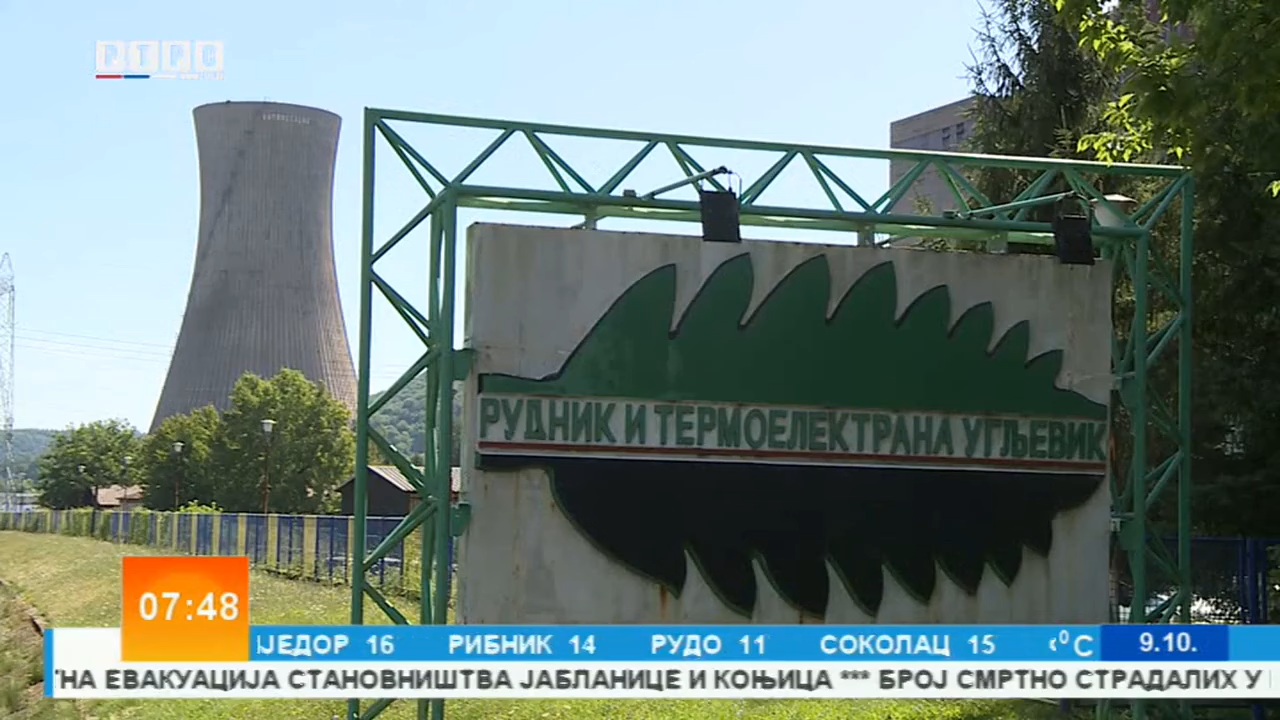 РТРС
РУДНИК И ТЕРМОЕЛЕКТРАНА УГЉЕВИК
07:48
ЈЕДОР 16 РИБНИК 14 РУДО 11 СОКОЛАЦ 15 °C 9.10.
НА ЕВАКУАЦИЈА СТАНОВНИШТВА ЈАБЛАНИЦЕ И КОЊИЦА *** БРОЈ СМРТНО СТРАДАЛИХ У